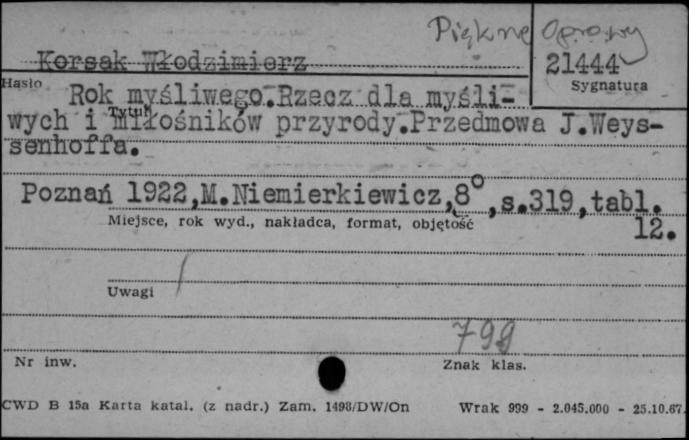 Piękne Oprawy
Korsak Włodzimierz
21444
Hasło
Sygnatura
Rok myśliwego.Rzecz dla myśli-
Tytuł
wych i miłośników przyrody.Przedmowa J.Weys-
senhoffa.
Poznań 1922,M.Niemierkiewicz,8°,s.319,tabl.
12.
Miejsce, rok wyd., nakładca, format, objętość
Uwagi
799
Nr inw.
Znak klas.
CWD B 15a Karta katal. (z nadr.) Zam. 1498/DW/On Wrak 999 - 2.045.000 - 25.10.67.